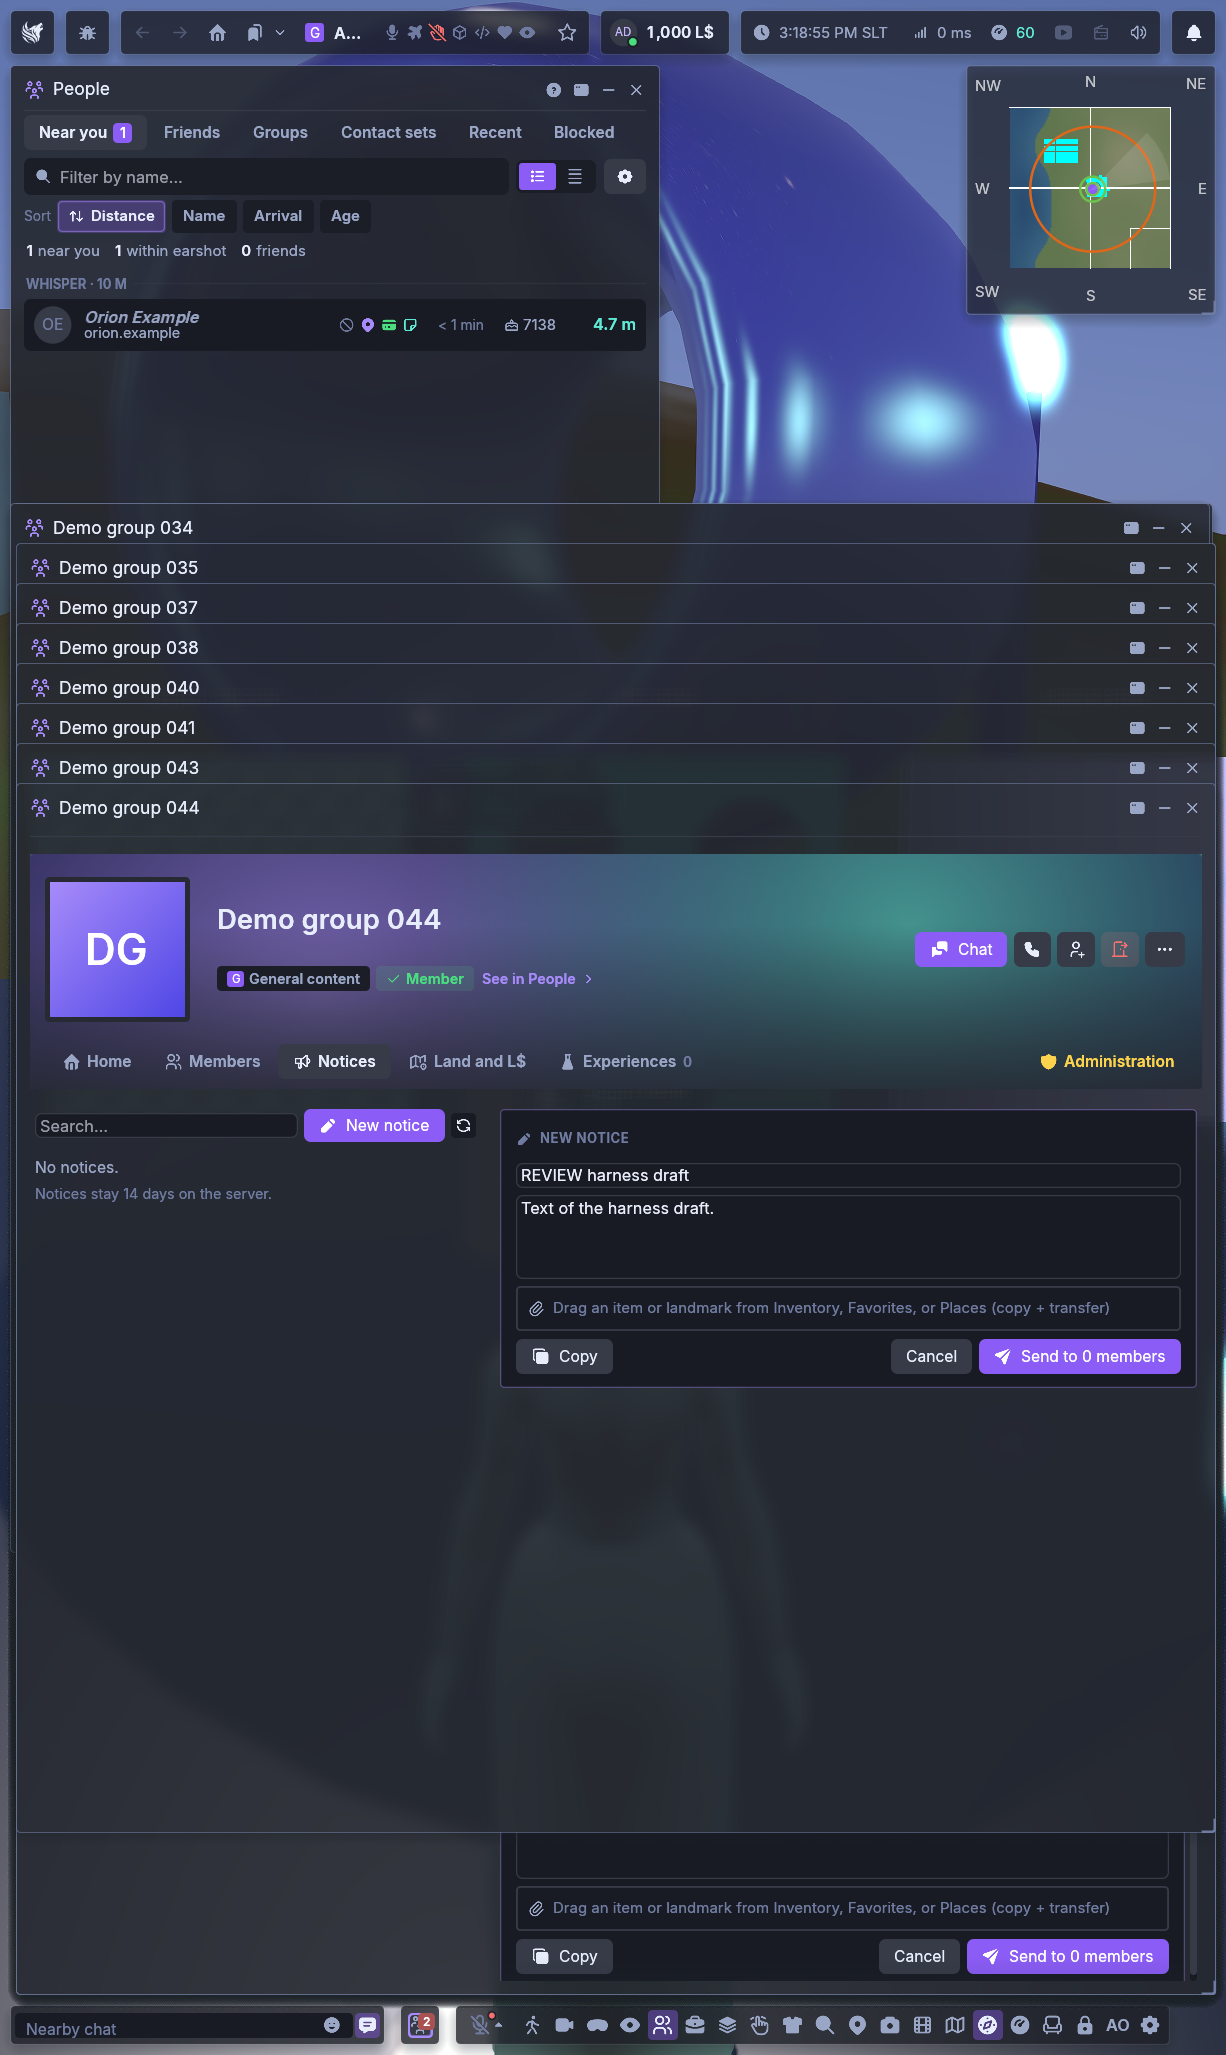 G A...
AD 1,000 L$
3:18:55 PM SLT
0 ms
60
People
Near you 1
Friends
Groups
Contact sets
Recent
Blocked
Filter by name...
Sort
Distance
Name
Arrival
Age
1 near you 1 within earshot 0 friends
WHISPER · 10 M
OE
Orion Example
orion.example
< 1 min
7138
4.7 m
NW N NE
W E
SW S SE
Demo group 034
Demo group 035
Demo group 037
Demo group 038
Demo group 040
Demo group 041
Demo group 043
Demo group 044
DG
Demo group 044
G General content
Member
See in People
Chat
Home
Members
Notices
Land and L$
Experiences 0
Administration
Search...
New notice
No notices.
Notices stay 14 days on the server.
NEW NOTICE
REVIEW harness draft
Text of the harness draft.
Drag an item or landmark from Inventory, Favorites, or Places (copy + transfer)
Copy
Cancel
Send to 0 members
Drag an item or landmark from Inventory, Favorites, or Places (copy + transfer)
Copy
Cancel
Send to 0 members
Nearby chat
2
AO